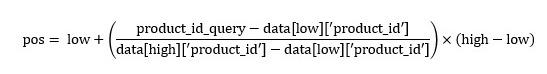 pos = low + ( product_id_query − data[low]['product_id'] / data[high]['product_id'] − data[low]['product_id'] ) × (high − low)